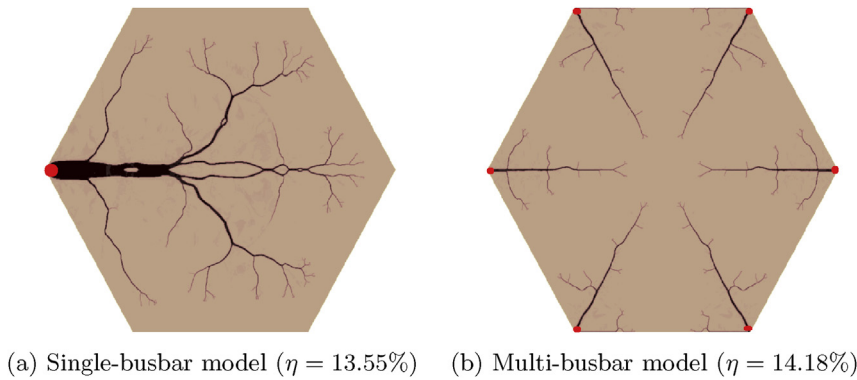 (a) Single-busbar model (η = 13.55%)
(b) Multi-busbar model (η = 14.18%)